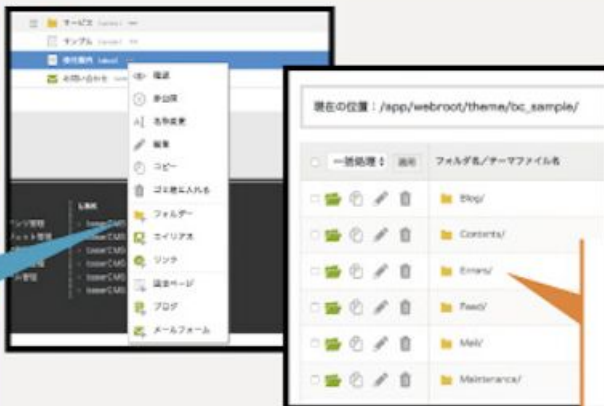 サービス
サンプル
お問い合わせ
確認
非公開
名称変更
編集
コピー
ゴミ箱に入れる
フォルダー
エイリアス
リンク
固定ページ
ブログ
メールフォーム
LINK
baserCMS
baserCMS
baserCMS
baserCMS
現在の位置：/app/webroot/theme/bc_sample/
一括処理 適用 フォルダ名/テーマファイル名
Blog/
Contents/
Errors/
Feed/
Mail/
Maintenance/